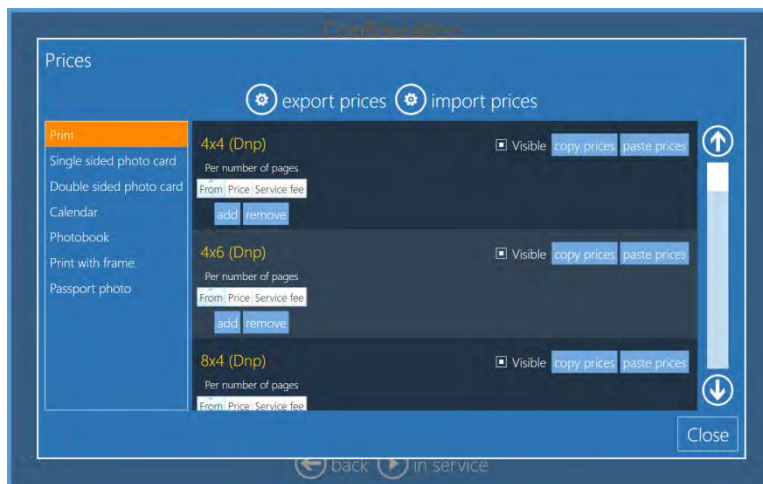 Configuration
Prices
export prices import prices
Print
Single sided photo card
Double sided photo card
Calendar
Photobook
Print with frame
Passport photo
4x4 (Dnp) Visible copy prices paste prices
Per number of pages
From Price Service fee
add remove
4x6 (Dnp) Visible copy prices paste prices
Per number of pages
From Price Service fee
add remove
8x4 (Dnp) Visible copy prices paste prices
Per number of pages
From Price Service fee
Close
back in service